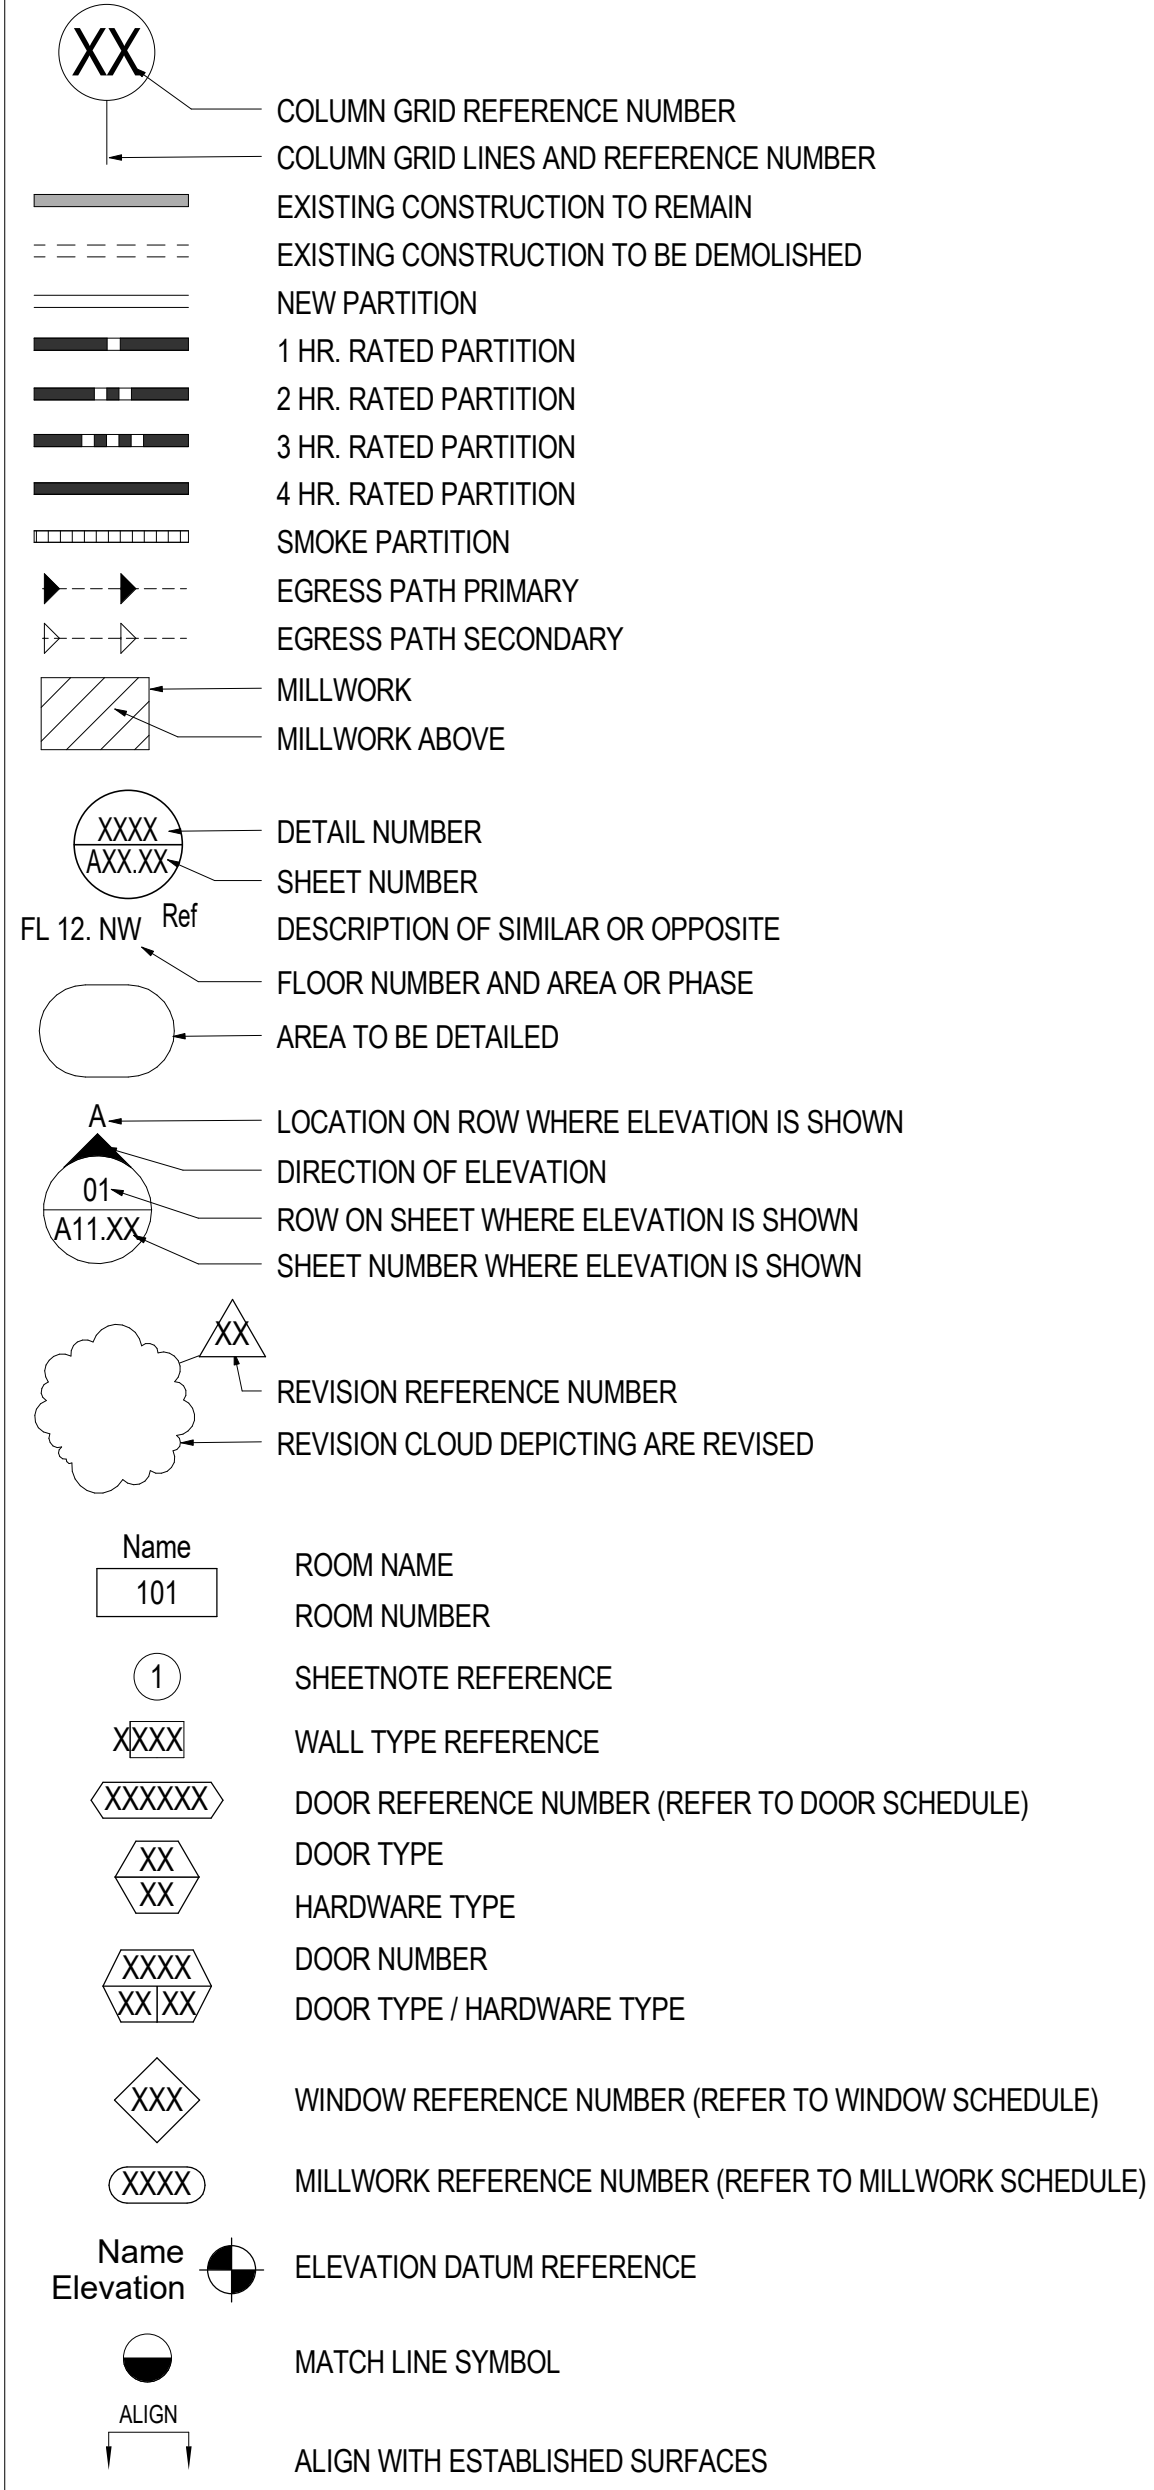 XX
COLUMN GRID REFERENCE NUMBER
COLUMN GRID LINES AND REFERENCE NUMBER
EXISTING CONSTRUCTION TO REMAIN
EXISTING CONSTRUCTION TO BE DEMOLISHED
NEW PARTITION
1 HR. RATED PARTITION
2 HR. RATED PARTITION
3 HR. RATED PARTITION
4 HR. RATED PARTITION
SMOKE PARTITION
EGRESS PATH PRIMARY
EGRESS PATH SECONDARY
MILLWORK
MILLWORK ABOVE
XXXX DETAIL NUMBER
AXX.XX SHEET NUMBER
Ref DESCRIPTION OF SIMILAR OR OPPOSITE
FL 12. NW FLOOR NUMBER AND AREA OR PHASE
AREA TO BE DETAILED
A LOCATION ON ROW WHERE ELEVATION IS SHOWN
DIRECTION OF ELEVATION
01 ROW ON SHEET WHERE ELEVATION IS SHOWN
A11.XX SHEET NUMBER WHERE ELEVATION IS SHOWN
XX REVISION REFERENCE NUMBER
REVISION CLOUD DEPICTING ARE REVISED
Name ROOM NAME
101 ROOM NUMBER
1 SHEETNOTE REFERENCE
XXXX WALL TYPE REFERENCE
XXXXXX DOOR REFERENCE NUMBER (REFER TO DOOR SCHEDULE)
XX DOOR TYPE
XX HARDWARE TYPE
XXXX DOOR NUMBER
XX XX DOOR TYPE / HARDWARE TYPE
XXX WINDOW REFERENCE NUMBER (REFER TO WINDOW SCHEDULE)
XXXX MILLWORK REFERENCE NUMBER (REFER TO MILLWORK SCHEDULE)
Name
Elevation ELEVATION DATUM REFERENCE
MATCH LINE SYMBOL
ALIGN
ALIGN WITH ESTABLISHED SURFACES